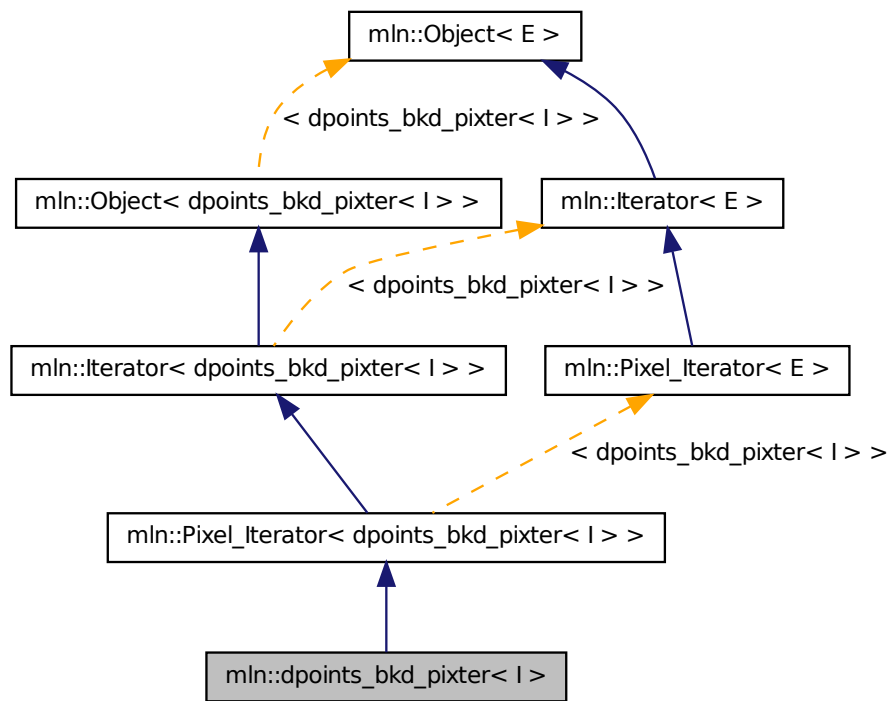 mln::Object< E >
< dpoints_bkd_pixter< I > >
mln::Object< dpoints_bkd_pixter< I > >
mln::Iterator< E >
< dpoints_bkd_pixter< I > >
mln::Iterator< dpoints_bkd_pixter< I > >
mln::Pixel_Iterator< E >
< dpoints_bkd_pixter< I > >
mln::Pixel_Iterator< dpoints_bkd_pixter< I > >
mln::dpoints_bkd_pixter< I >